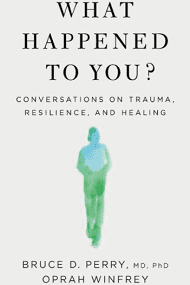 WHAT
HAPPENED
TO YOU?
CONVERSATIONS ON TRAUMA,
RESILIENCE, AND HEALING
BRUCE D. PERRY, MD, PhD
OPRAH WINFREY